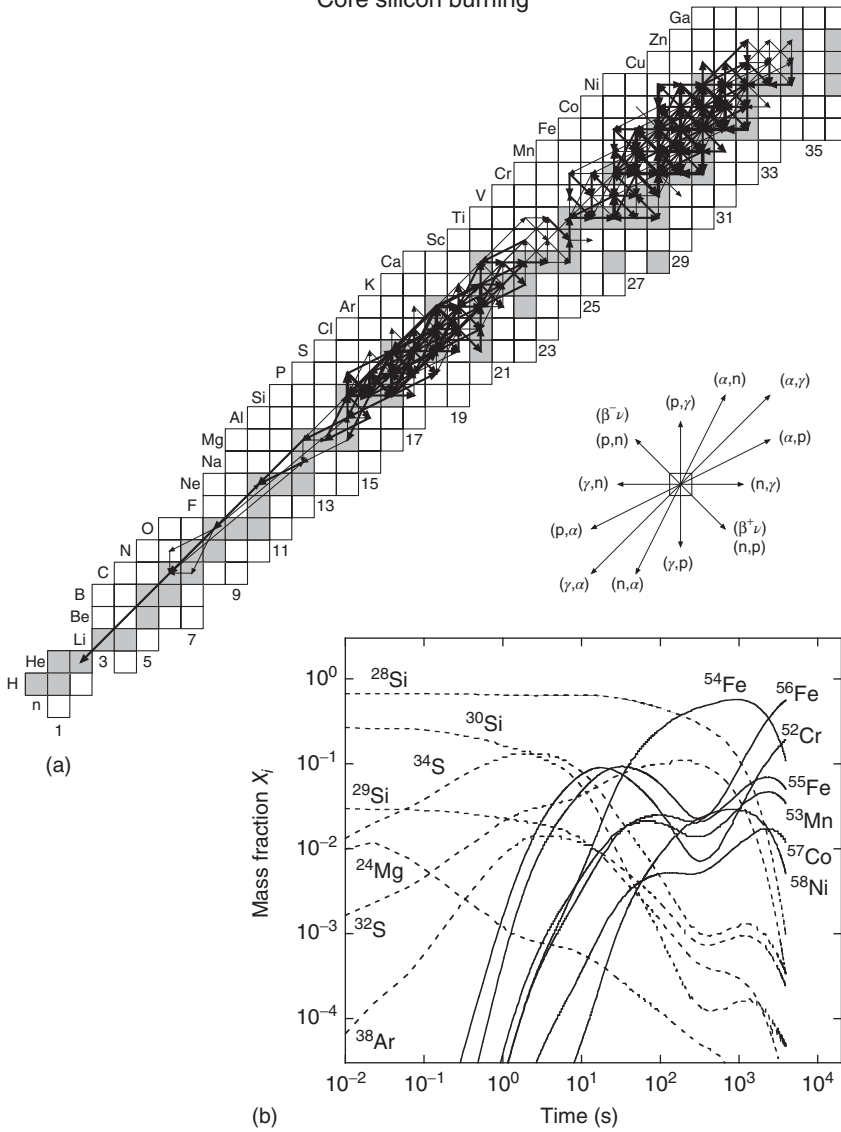 Core silicon burning
Ga
Zn
Cu
Ni
Co
Fe
Mn
Cr
V
Ti
Sc
Ca
K
Ar
Cl
S
P
Si
Al
Mg
Na
Ne
F
O
N
C
B
Be
Li
He
H
n
1
3
5
7
9
11
13
15
17
19
21
23
25
27
29
31
33
35
(a)
(α,n)
(α,γ)
(p,γ)
(β⁻ν)
(p,n)
(α,p)
(γ,n)
(n,γ)
(p,α)
(β⁺ν)
(n,p)
(γ,α)
(n,α)
(γ,p)
Mass fraction Xᵢ
10⁰
10⁻¹
10⁻²
10⁻³
10⁻⁴
²⁸Si
³⁰Si
³⁴S
²⁹Si
²⁴Mg
³²S
³⁸Ar
⁵⁴Fe
⁵⁶Fe
⁵²Cr
⁵⁵Fe
⁵³Mn
⁵⁷Co
⁵⁸Ni
10⁻² 10⁻¹ 10⁰ 10¹ 10² 10³ 10⁴
(b)
Time (s)